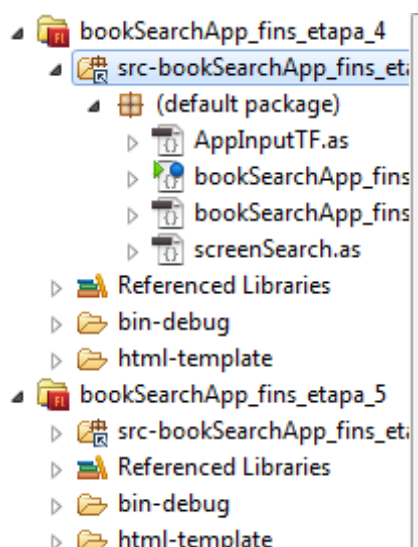 bookSearchApp_fins_etapa_4
src-bookSearchApp_fins_eta
(default package)
AppInputTF.as
bookSearchApp_fins
bookSearchApp_fins
screenSearch.as
Referenced Libraries
bin-debug
html-template
bookSearchApp_fins_etapa_5
src-bookSearchApp_fins_eta
Referenced Libraries
bin-debug
html-template